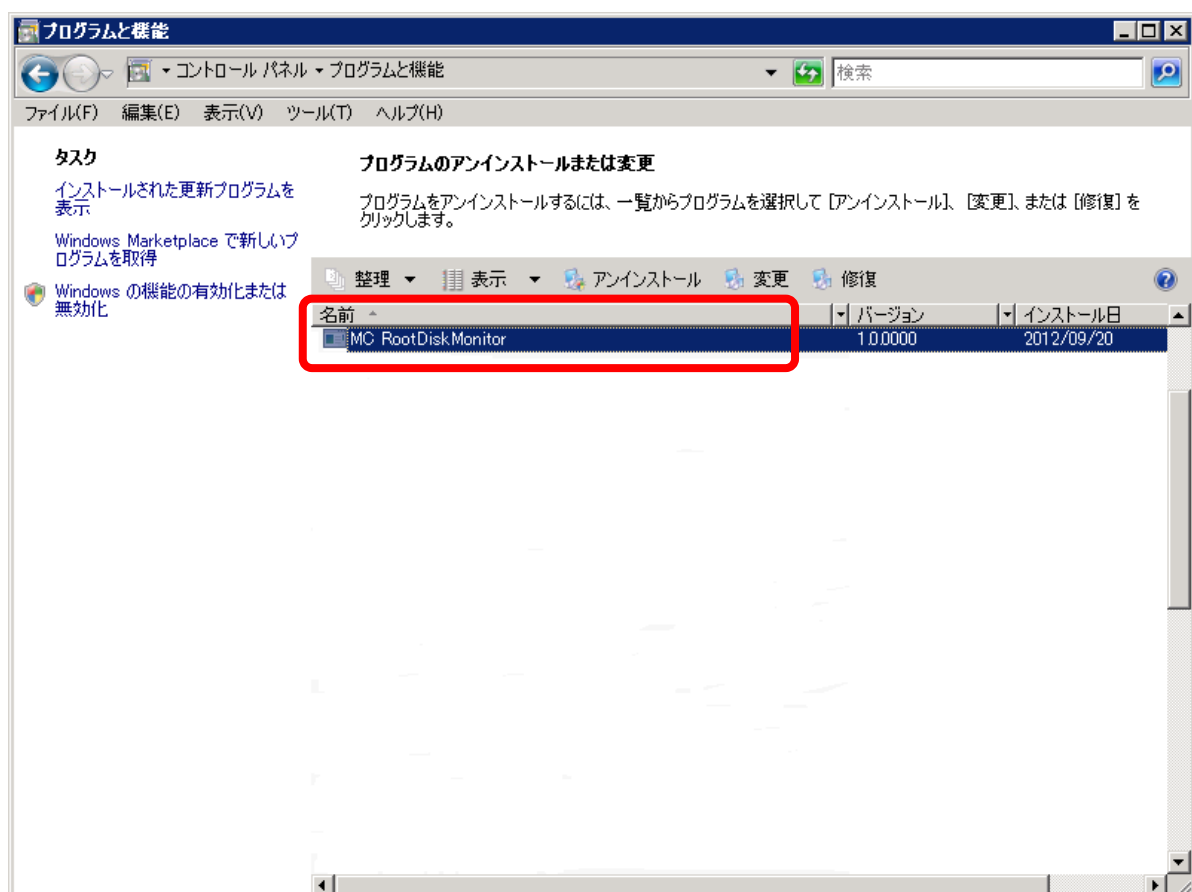 プログラムと機能
コントロール パネル
プログラムと機能
検索
ファイル(F) 編集(E) 表示(V) ツール(T) ヘルプ(H)
タスク
インストールされた更新プログラムを
表示
Windows Marketplace で新しいプ
ログラムを取得
Windows の機能の有効化または
無効化
プログラムのアンインストールまたは変更
プログラムをアンインストールするには、一覧からプログラムを選択して [アンインストール]、[変更]、または [修復] を
クリックします。
整理 表示 アンインストール 変更 修復
名前 バージョン インストール日
MC RootDiskMonitor 1.0.0000 2012/09/20